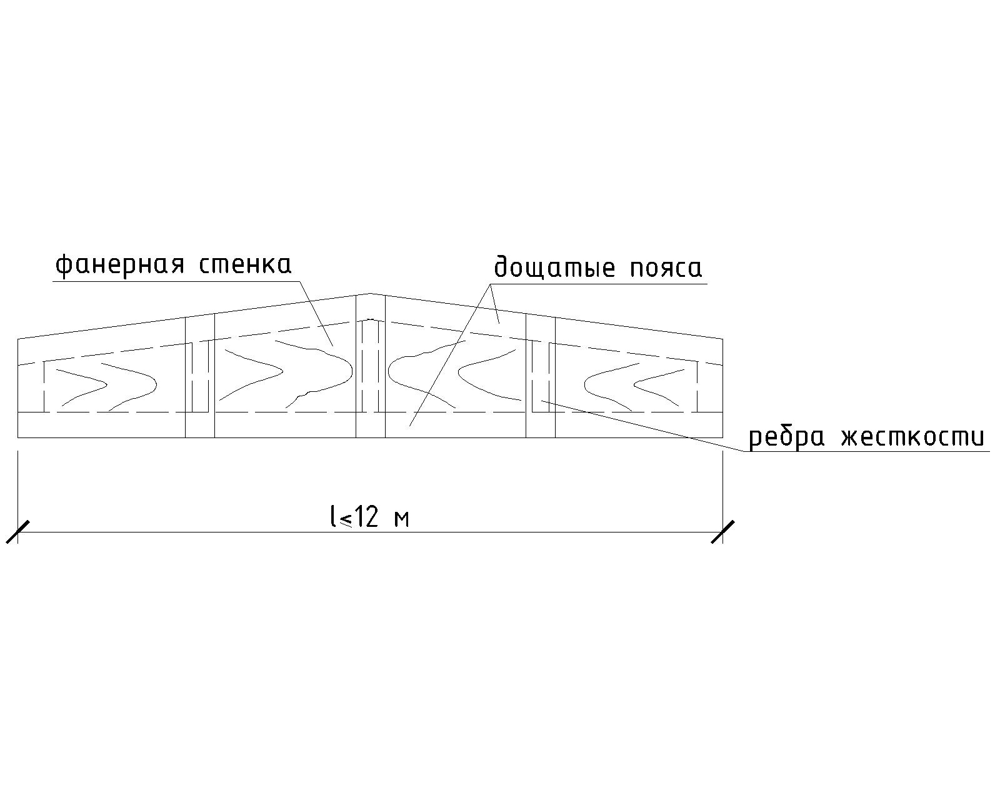 фанерная стенка
дощатые пояса
ребра жесткости
l≤12 м